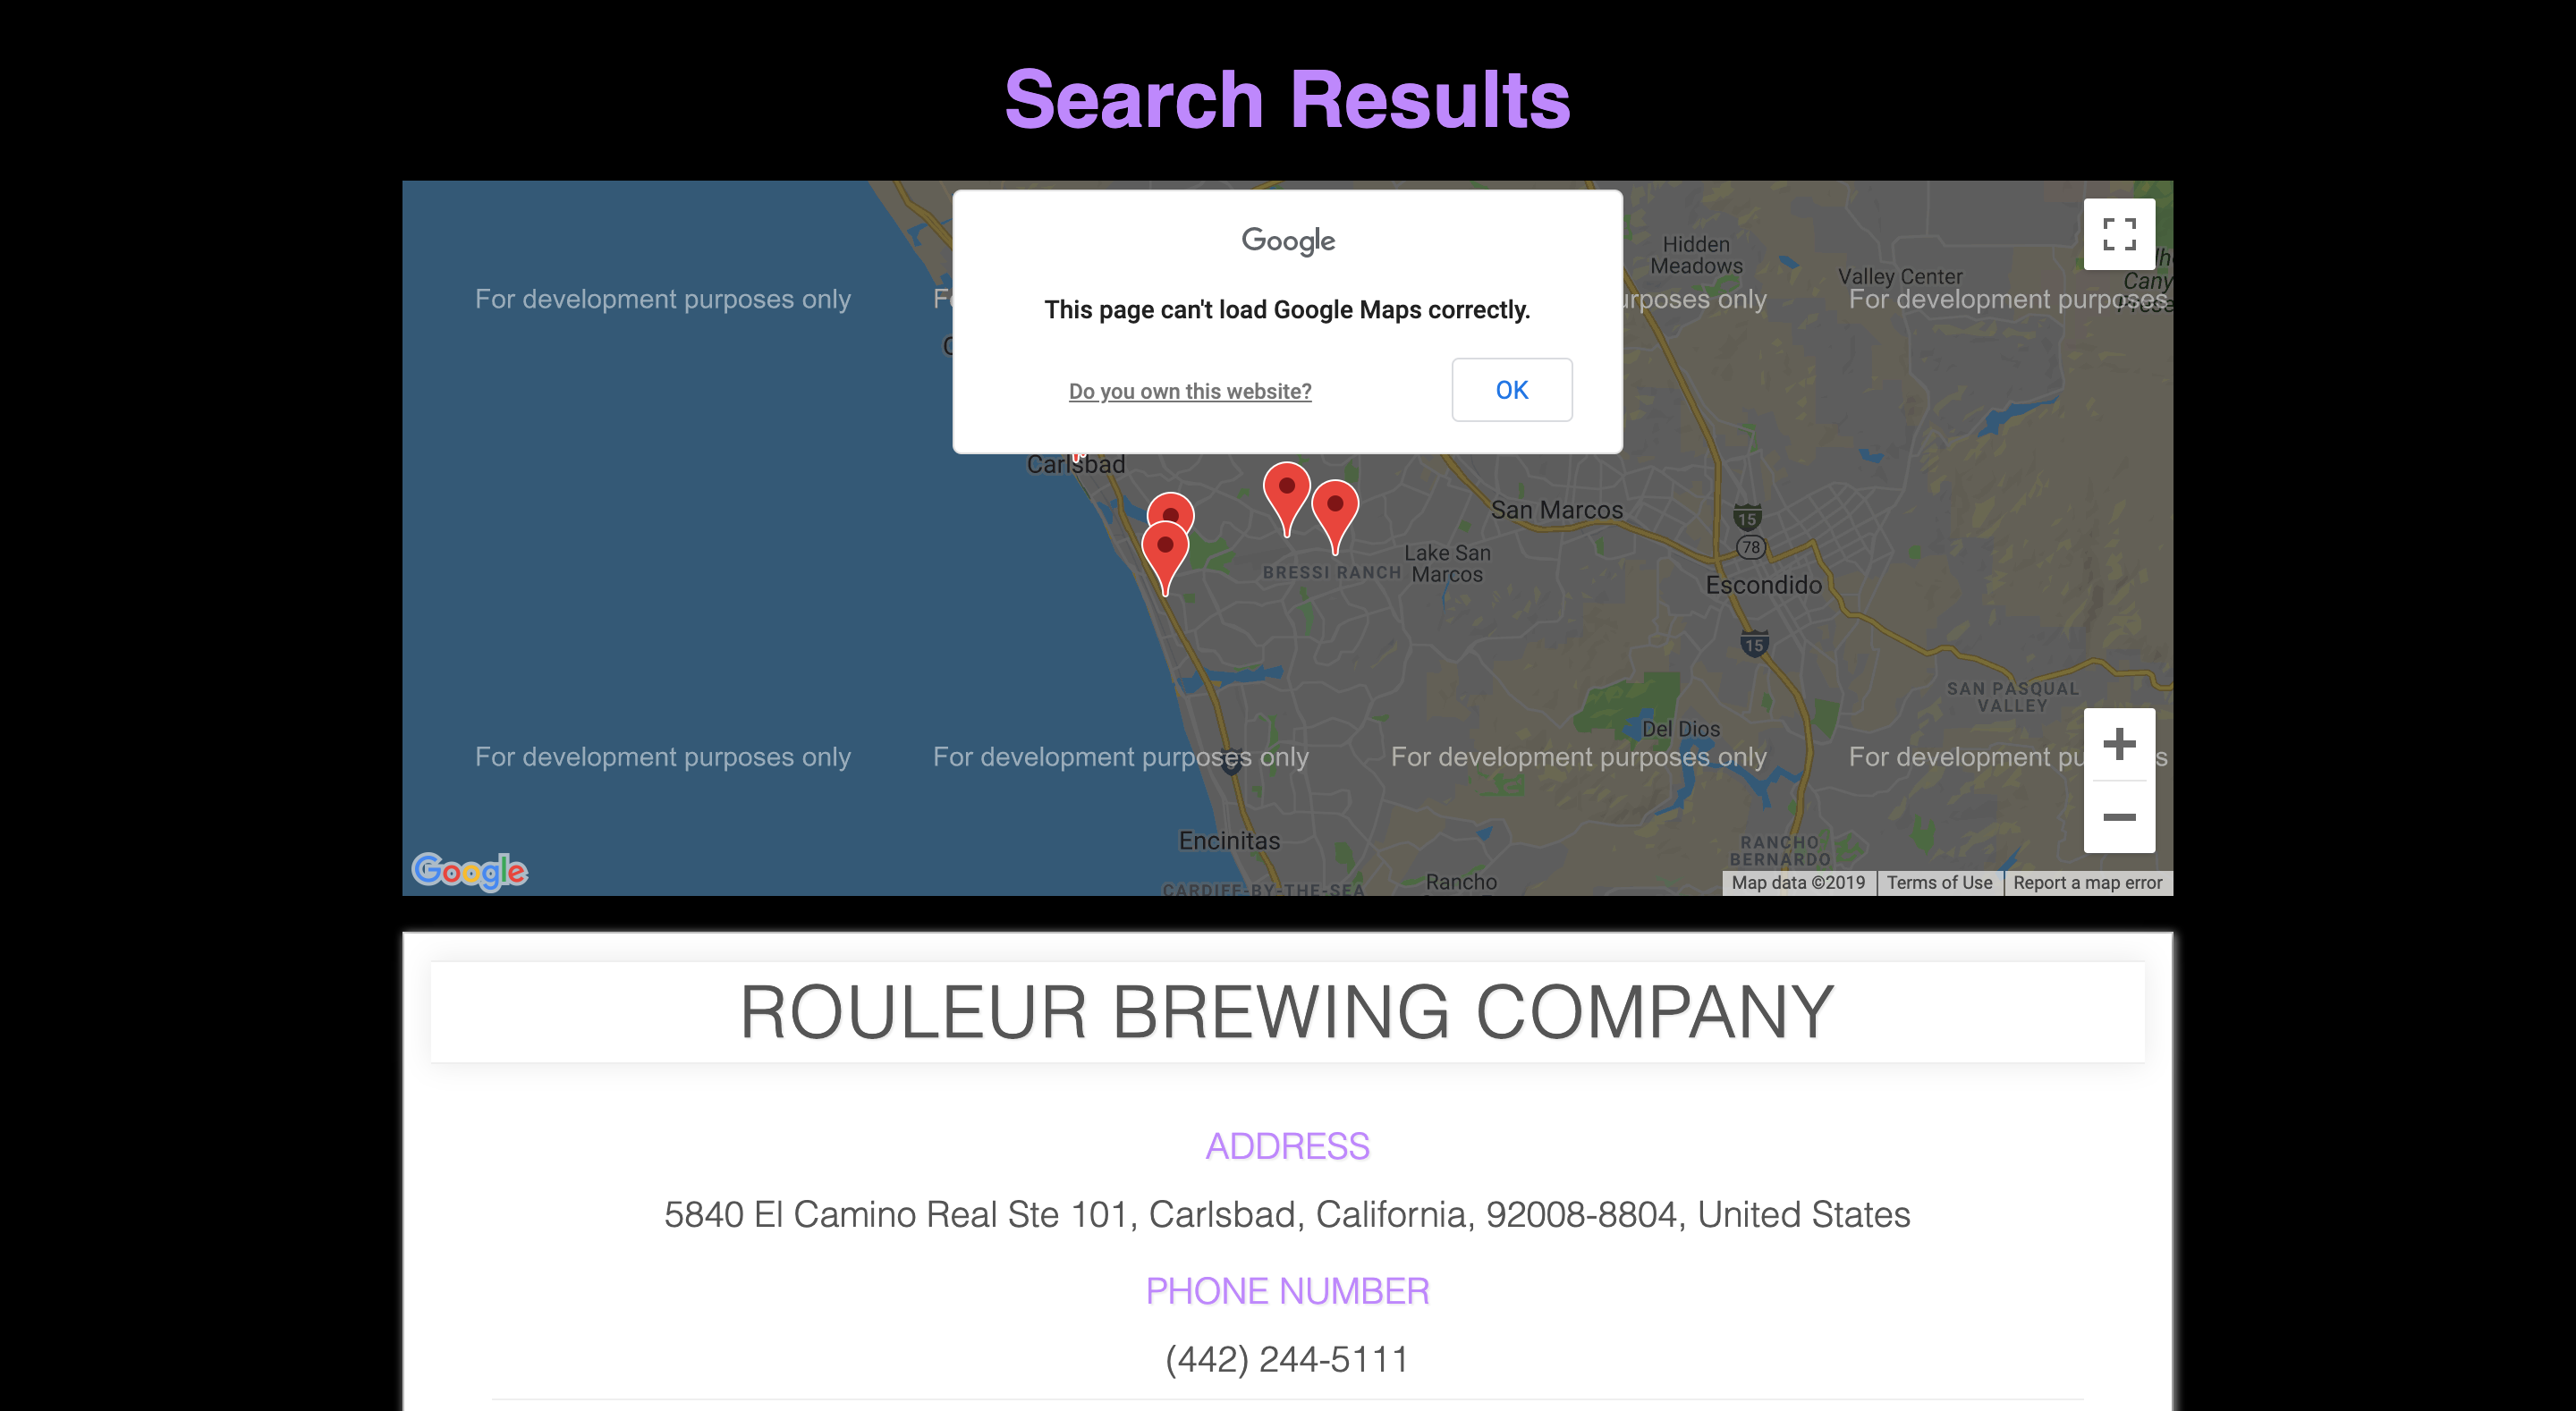 Search Results
Google
This page can't load Google Maps correctly.
Do you own this website?
OK
Hidden
Meadows
Valley Center
For development purposes only
purposes only
For development purposes
Carlsbad
San Marcos
15
78
Lake San
Marcos
BRESSI RANCH
Escondido
15
SAN PASQUAL
VALLEY
Del Dios
For development purposes only
For development purposes only
For development purposes only
For development
Encinitas
RANCHO
BERNARDO
Google
CARDIFF-BY-THE-SEA
Rancho
Map data ©2019
Terms of Use
Report a map error
ROULEUR BREWING COMPANY
ADDRESS
5840 El Camino Real Ste 101, Carlsbad, California, 92008-8804, United States
PHONE NUMBER
(442) 244-5111